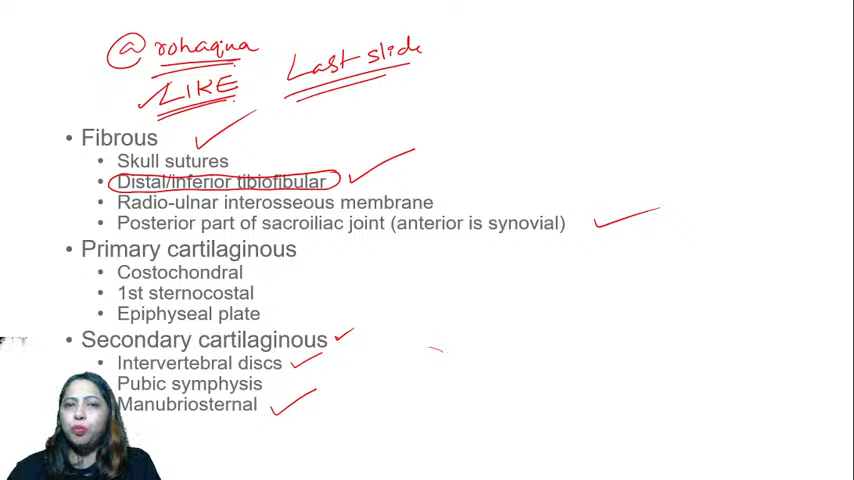 @rohaqua
LIKE
Last slide
• Fibrous
• Skull sutures
• Distal/Inferior tibiofibular
• Radio-ulnar interosseous membrane
• Posterior part of sacroiliac joint (anterior is synovial)
• Primary cartilaginous
• Costochondral
• 1st sternocostal
• Epiphyseal plate
• Secondary cartilaginous
• Intervertebral discs
Pubic symphysis
Manubriosternal